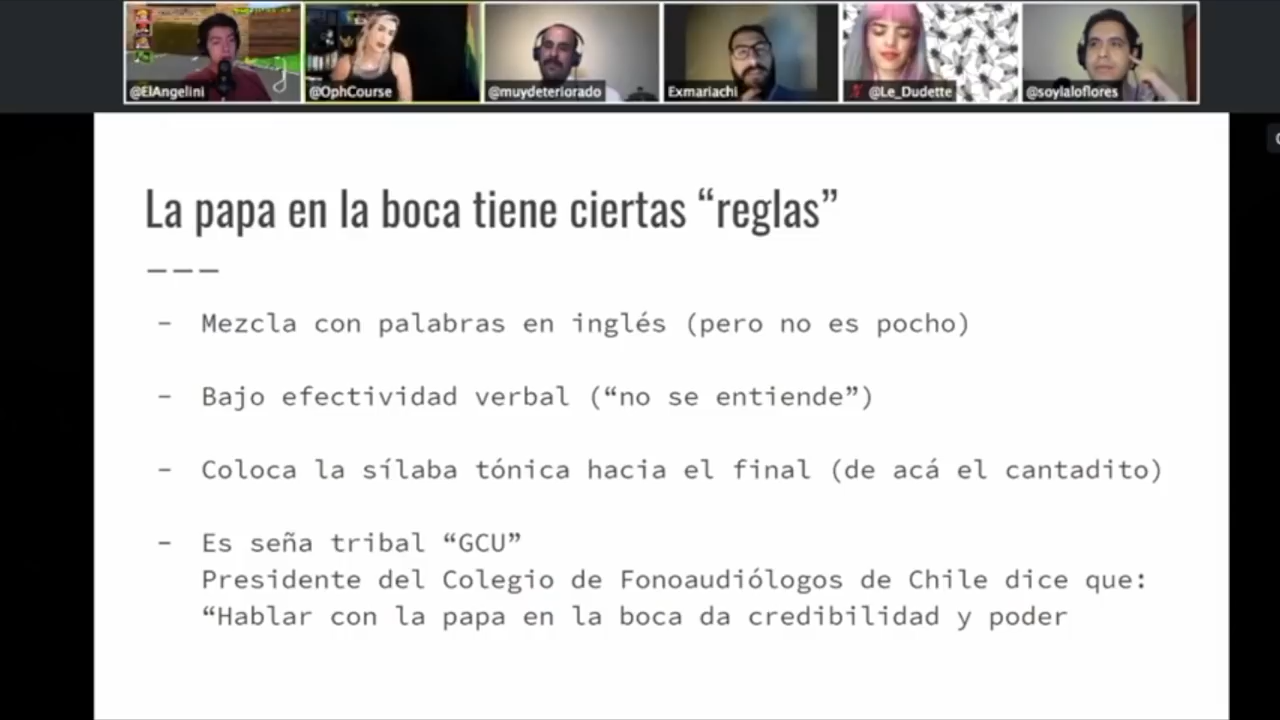 @ElAngelini
@OphCourse
@muydeteriorado
Exmariachi
@Le_Dudette
@soylaloflores
La papa en la boca tiene ciertas “reglas”
- Mezcla con palabras en inglés (pero no es pocho)
- Bajo efectividad verbal (“no se entiende”)
- Coloca la sílaba tónica hacia el final (de acá el cantadito)
- Es seña tribal “GCU”
Presidente del Colegio de Fonoaudiólogos de Chile dice que:
“Hablar con la papa en la boca da credibilidad y poder